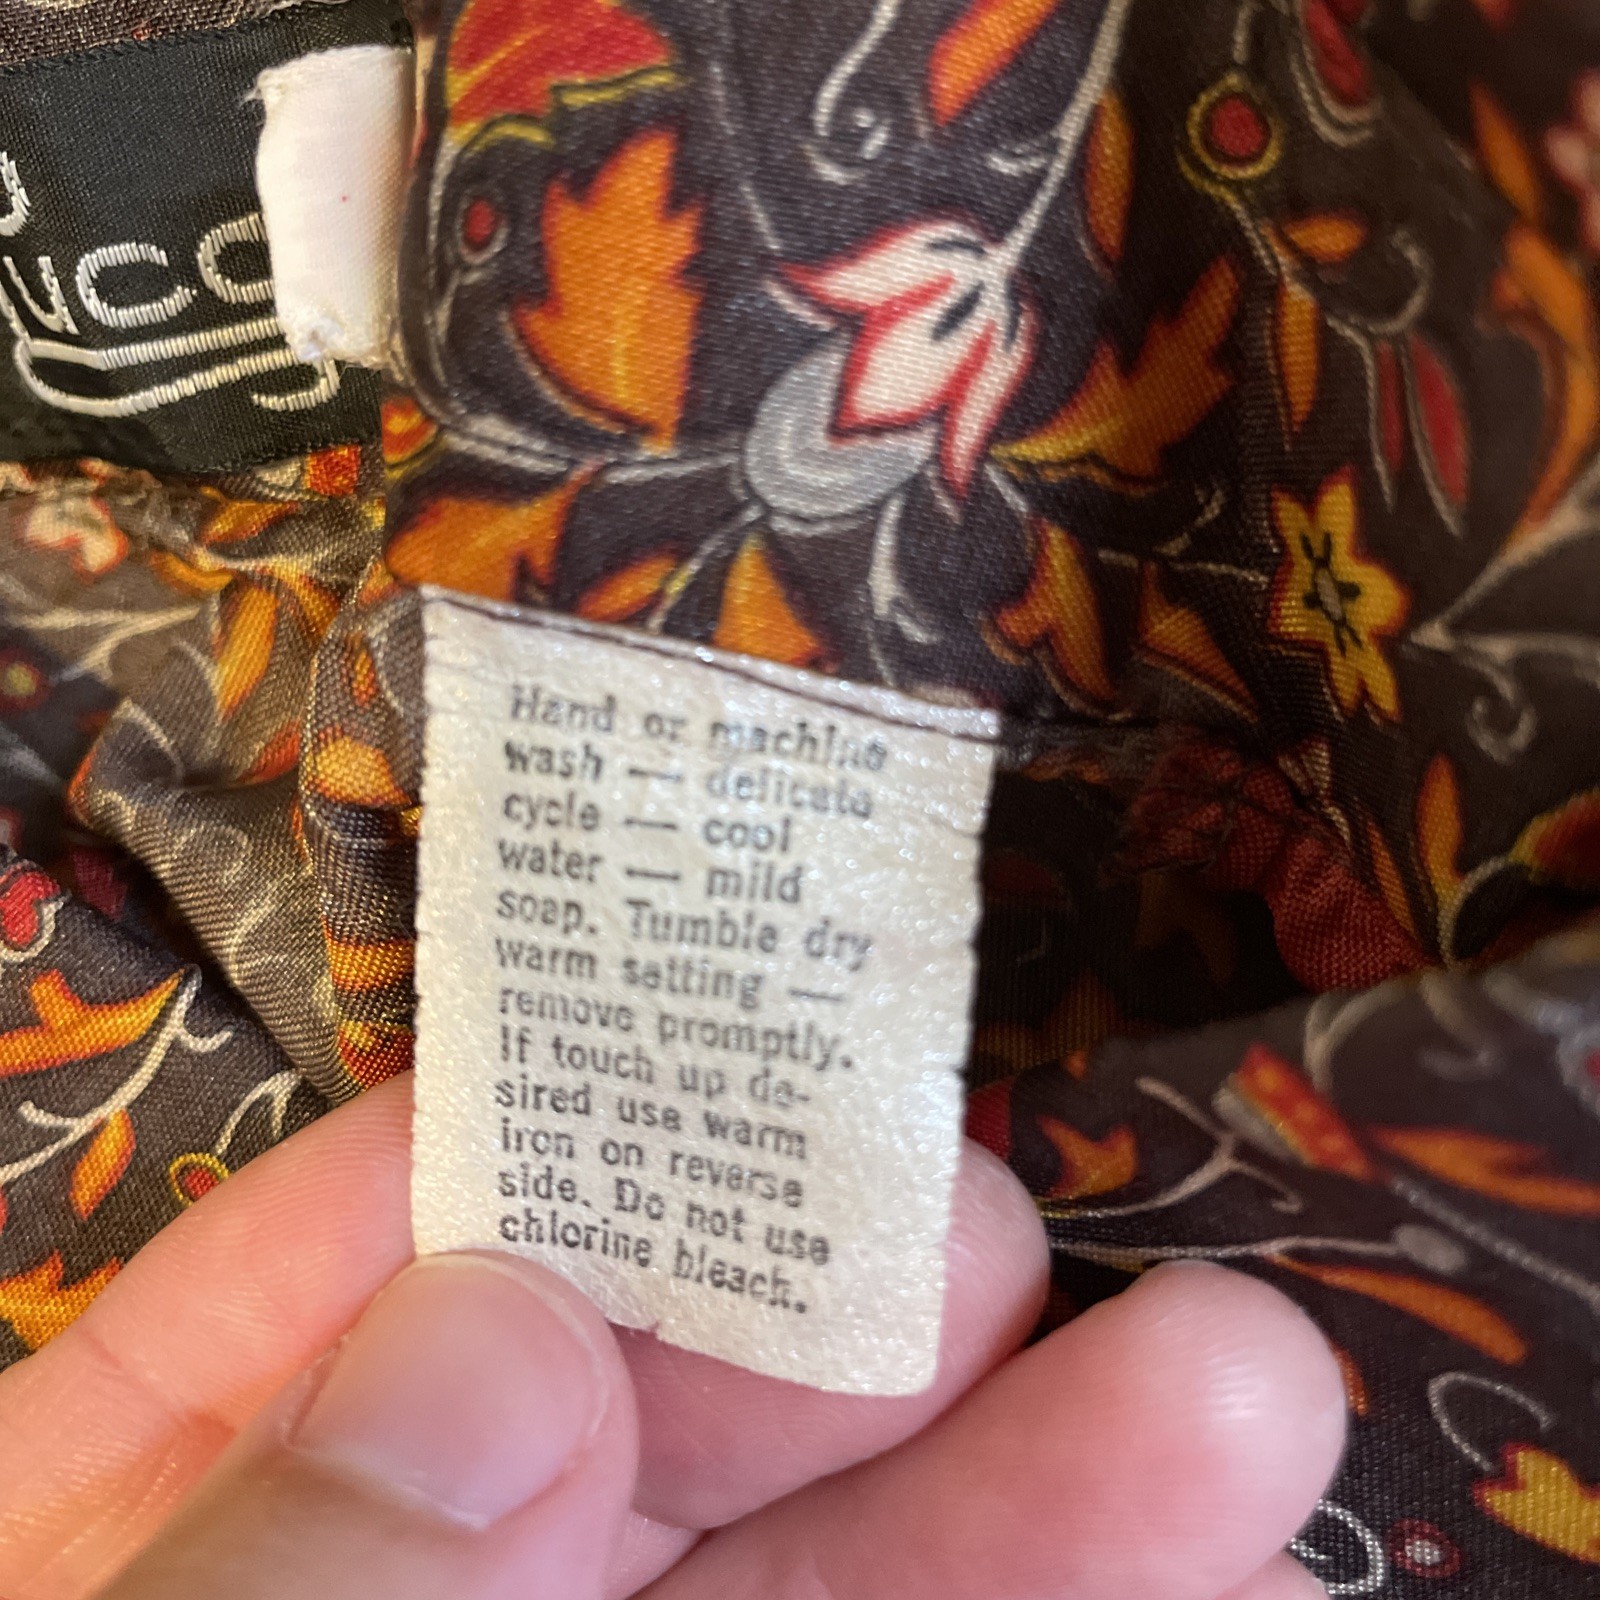 Hand or machine
wash — delicate
cycle — cool
water — mild
soap. Tumble dry
warm setting —
remove promptly.
If touch up de-
sired use warm
iron on reverse
side. Do not use
chlorine bleach.